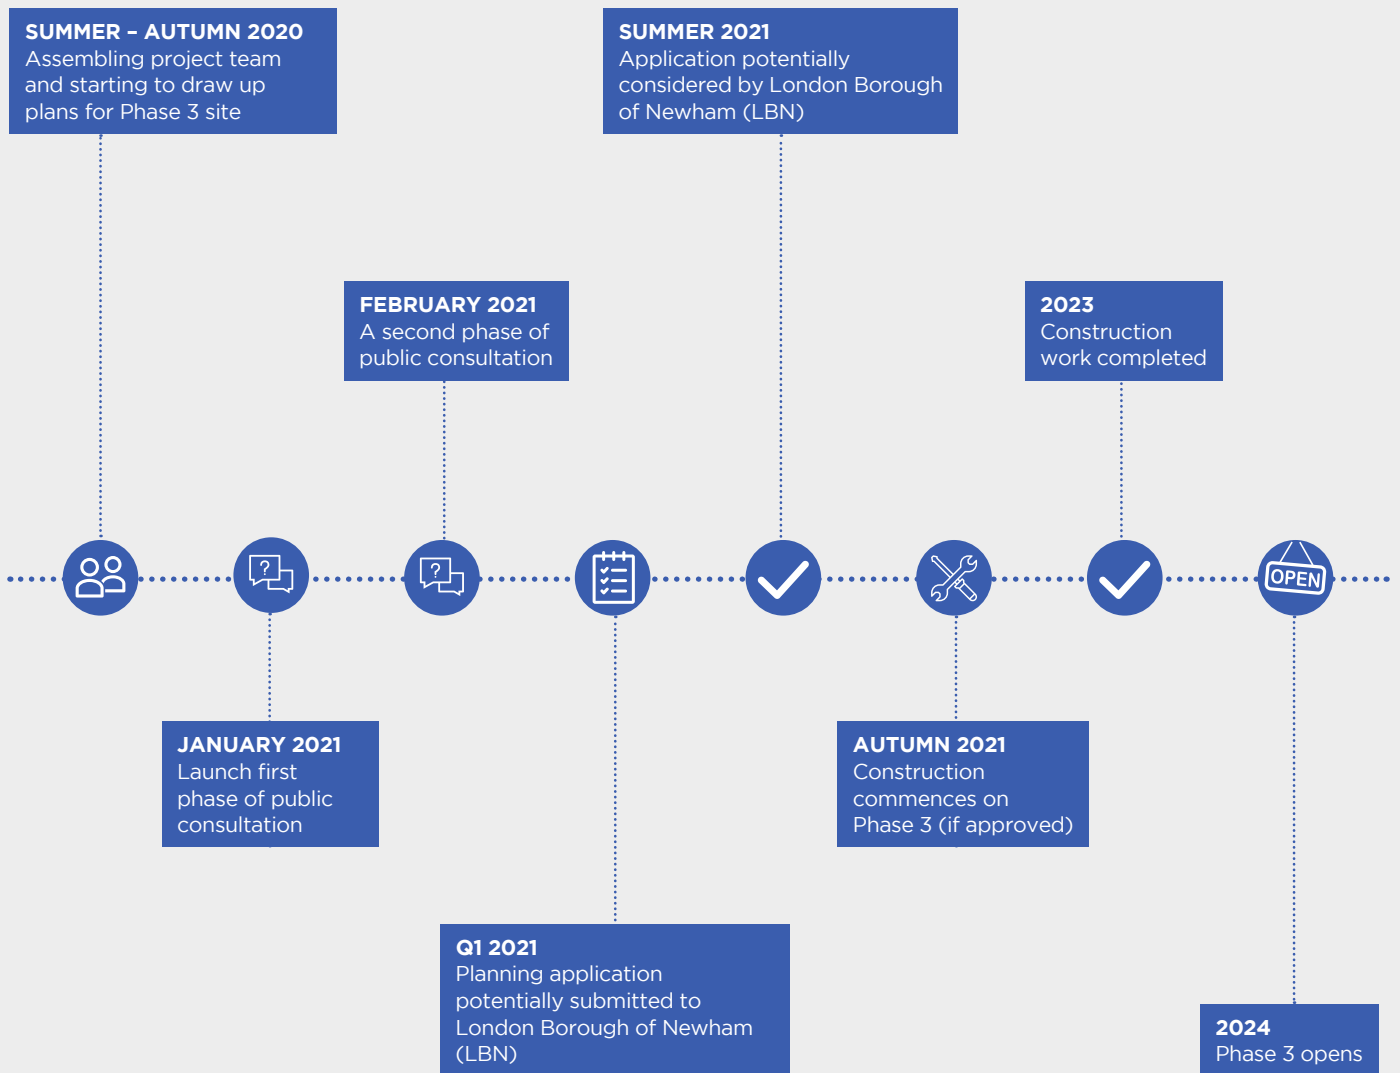 SUMMER – AUTUMN 2020
Assembling project team
and starting to draw up
plans for Phase 3 site
JANUARY 2021
Launch first
phase of public
consultation
FEBRUARY 2021
A second phase of
public consultation
Q1 2021
Planning application
potentially submitted to
London Borough of Newham
(LBN)
SUMMER 2021
Application potentially
considered by London Borough
of Newham (LBN)
AUTUMN 2021
Construction
commences on
Phase 3 (if approved)
2023
Construction
work completed
OPEN
2024
Phase 3 opens